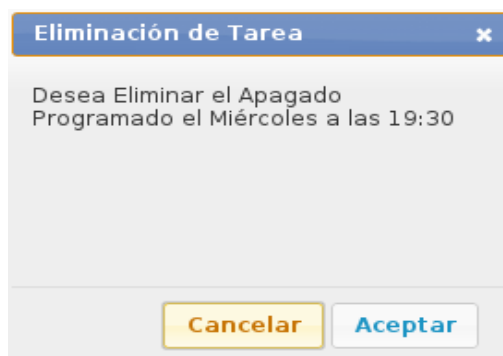 Eliminación de Tarea
Desea Eliminar el Apagado
Programado el Miércoles a las 19:30
Cancelar Aceptar